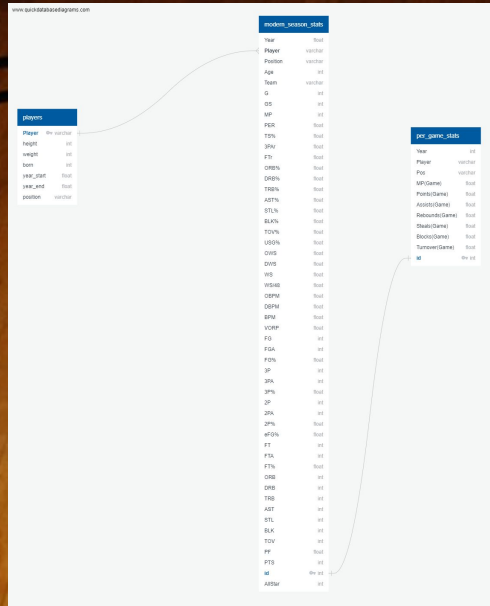 www.quickdatabasediagrams.com
players
Player varchar
height int
weight int
born int
year_start float
year_end float
position varchar
modern_season_stats
Year float
Player varchar
Position varchar
Age int
Team varchar
G int
GS int
MP int
PER float
TS% float
3PAr float
FTr float
ORB% float
DRB% float
TRB% float
AST% float
STL% float
BLK% float
TOV% float
USG% float
OWS float
DWS float
WS float
WS/48 float
OBPM float
DBPM float
BPM float
VORP float
FG int
FGA int
FG% float
3P int
3PA int
3P% float
2P int
2PA int
2P% float
eFG% float
FT int
FTA int
FT% float
ORB int
DRB int
TRB int
AST int
STL int
BLK int
TOV int
PF float
PTS int
id int
AllStar int
per_game_stats
Year int
Player varchar
Pos varchar
MP(Game) float
Points(Game) float
Assists(Game) float
Rebounds(Game) float
Steals(Game) float
Blocks(Game) float
Turnover(Game) float
id int